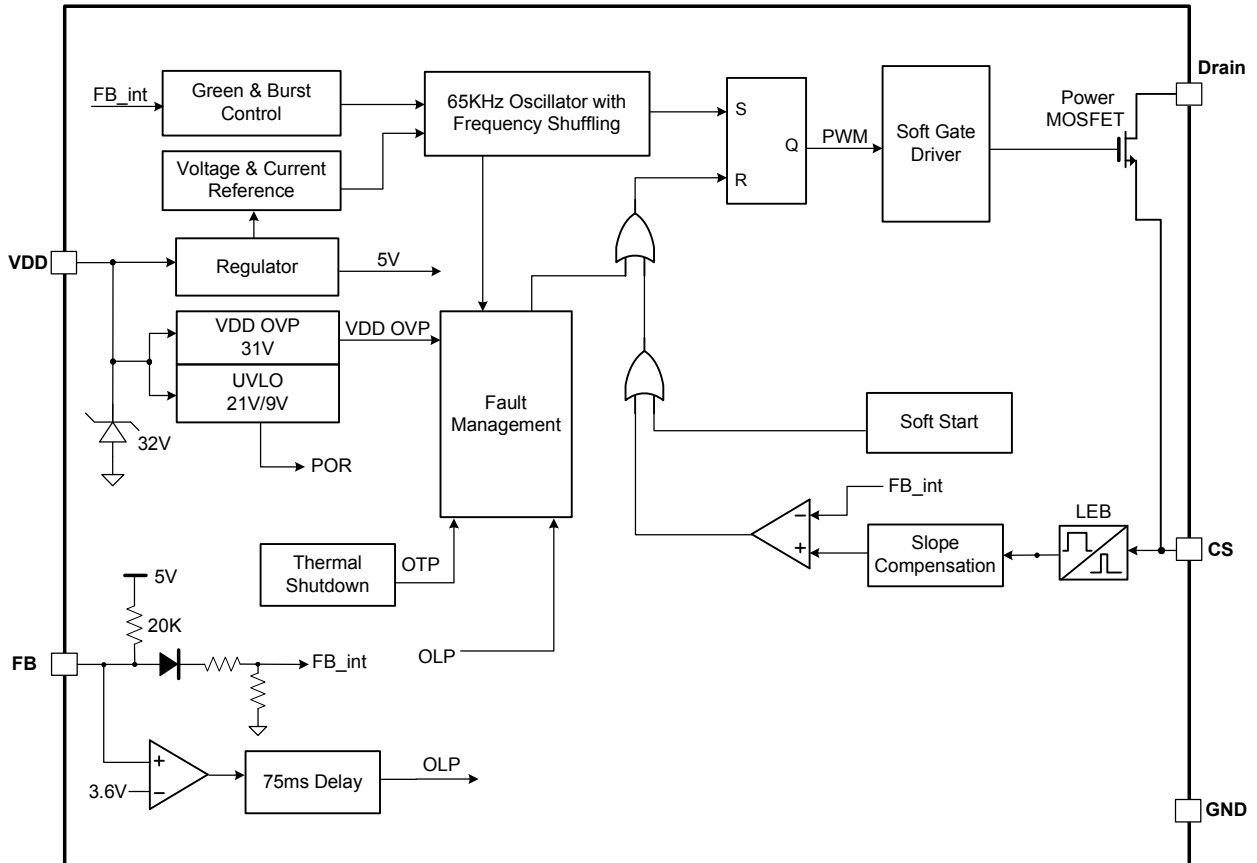 Drain
FB_int
Green & Burst
Control
65KHz Oscillator with
Frequency Shuffling
S
Q
R
PWM
Soft Gate
Driver
Power
MOSFET
Voltage & Current
Reference
VDD
Regulator
5V
VDD OVP
31V
VDD OVP
UVLO
21V/9V
32V
POR
Fault
Management
Soft Start
FB_int
LEB
Slope
Compensation
CS
Thermal
Shutdown
OTP
5V
20K
FB
FB_int
OLP
3.6V
75ms Delay
OLP
GND